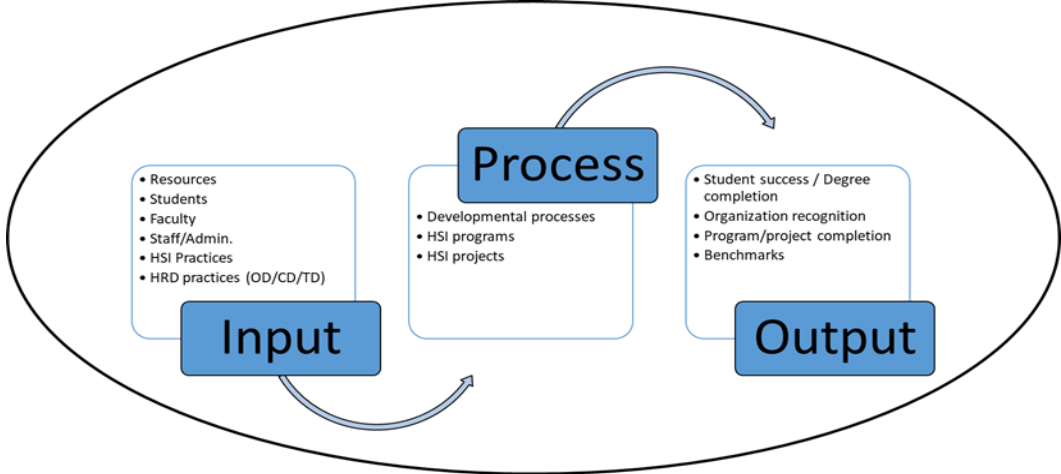 • Resources
• Students
• Faculty
• Staff/Admin.
• HSI Practices
• HRD practices (OD/CD/TD)
Input
Process
• Developmental processes
• HSI programs
• HSI projects
• Student success / Degree
completion
• Organization recognition
• Program/project completion
• Benchmarks
Output